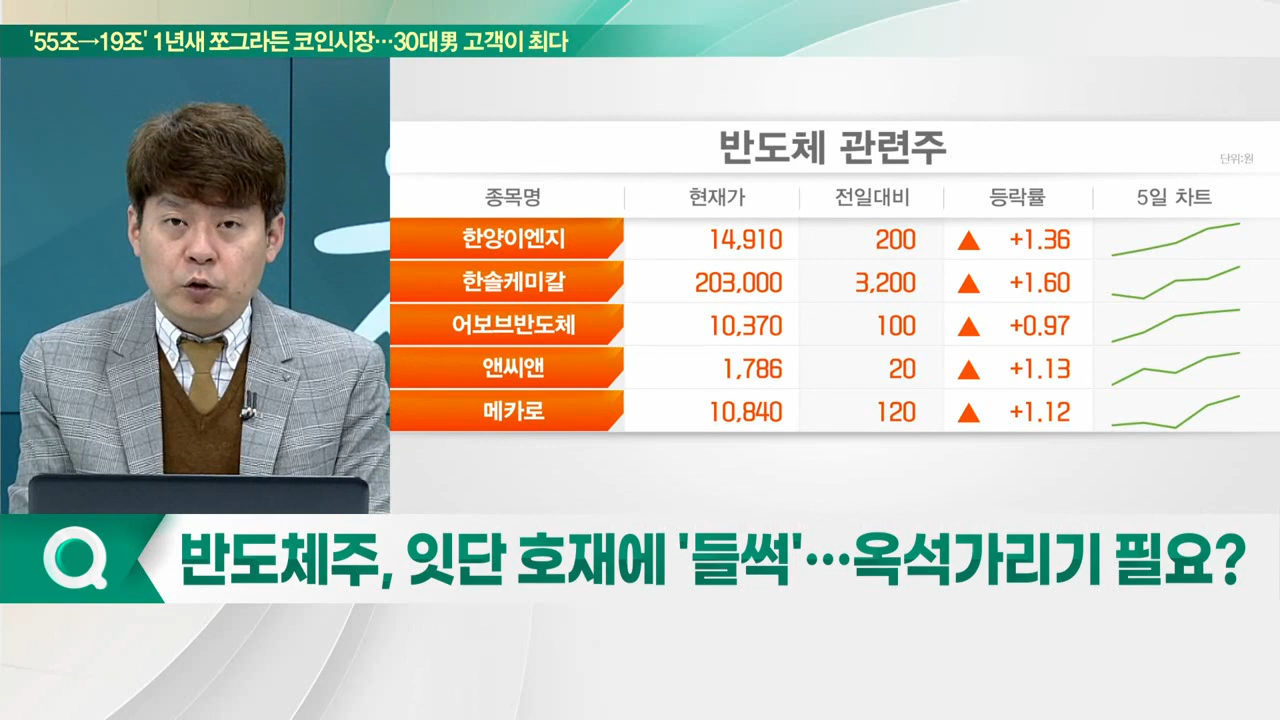 '55조→19조' 1년새 쪼그라든 코인시장…30대男 고객이 최다
반도체 관련주
단위:원
종목명 현재가 전일대비 등락률 5일 차트
한양이엔지 14,910 200 ▲ +1.36
한솔케미칼 203,000 3,200 ▲ +1.60
어보브반도체 10,370 100 ▲ +0.97
앤씨앤 1,786 20 ▲ +1.13
메카로 10,840 120 ▲ +1.12
반도체주, 잇단 호재에 '들썩'…옥석가리기 필요?